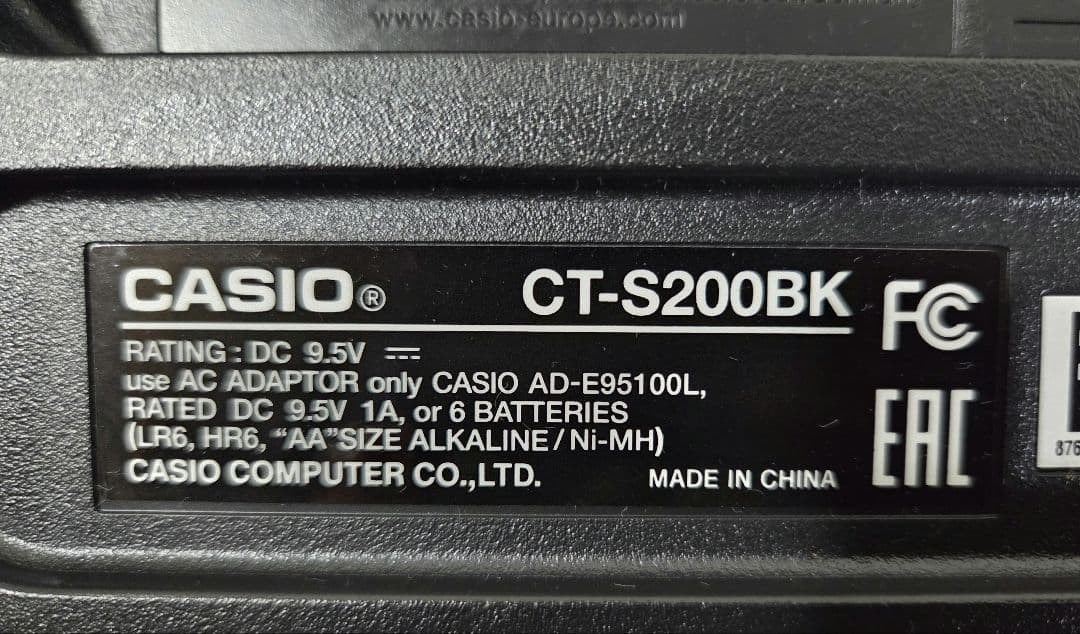 www.casio-europe.com
CASIO® CT-S200BK
FC
RATING : DC 9.5V ⎓
use AC ADAPTOR only CASIO AD-E95100L,
RATED DC 9.5V 1A, or 6 BATTERIES
(LR6, HR6, “AA”SIZE ALKALINE / Ni-MH)
CASIO COMPUTER CO.,LTD. MADE IN CHINA
EAC
876